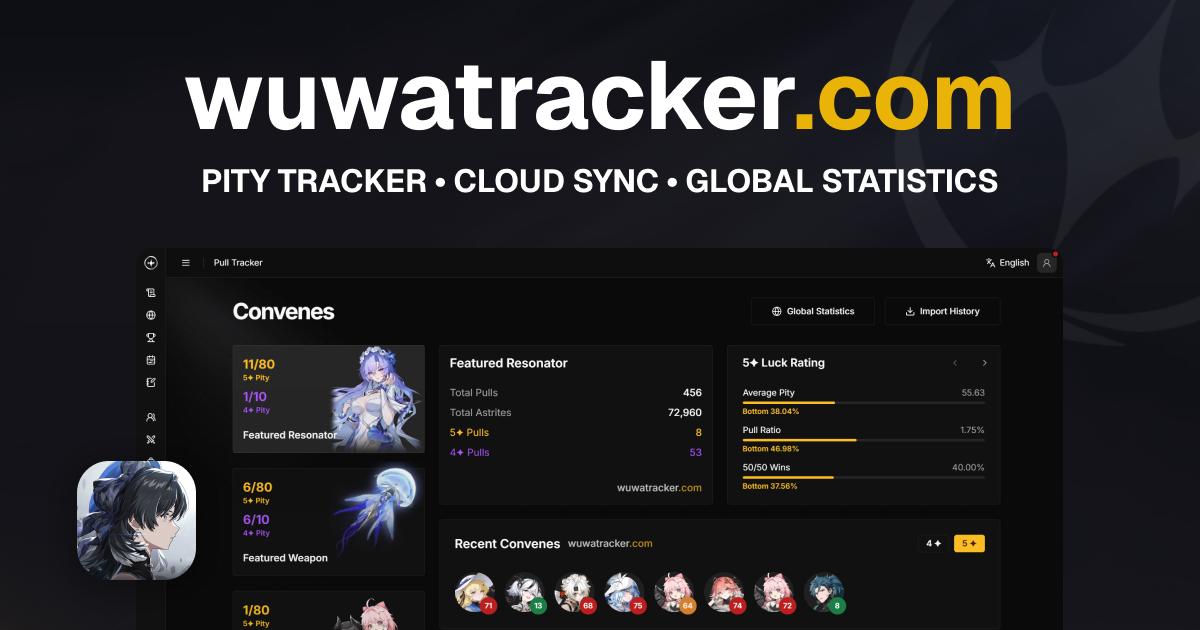 wuwatracker.com
PITY TRACKER • CLOUD SYNC • GLOBAL STATISTICS
Pull Tracker
English
Convenes
Global Statistics
Import History
11/80
5✦ Pity
1/10
4✦ Pity
Featured Resonator
6/80
5✦ Pity
6/10
4✦ Pity
Featured Weapon
1/80
5✦ Pity
Featured Resonator
Total Pulls 456
Total Astrites 72,960
5✦ Pulls 8
4✦ Pulls 53
wuwatracker.com
5✦ Luck Rating
Average Pity 55.63
Bottom 38.04%
Pull Ratio 1.75%
Bottom 46.98%
50/50 Wins 40.00%
Bottom 37.56%
Recent Convenes wuwatracker.com
4✦ 5✦
71 13 68 75 64 74 72 8